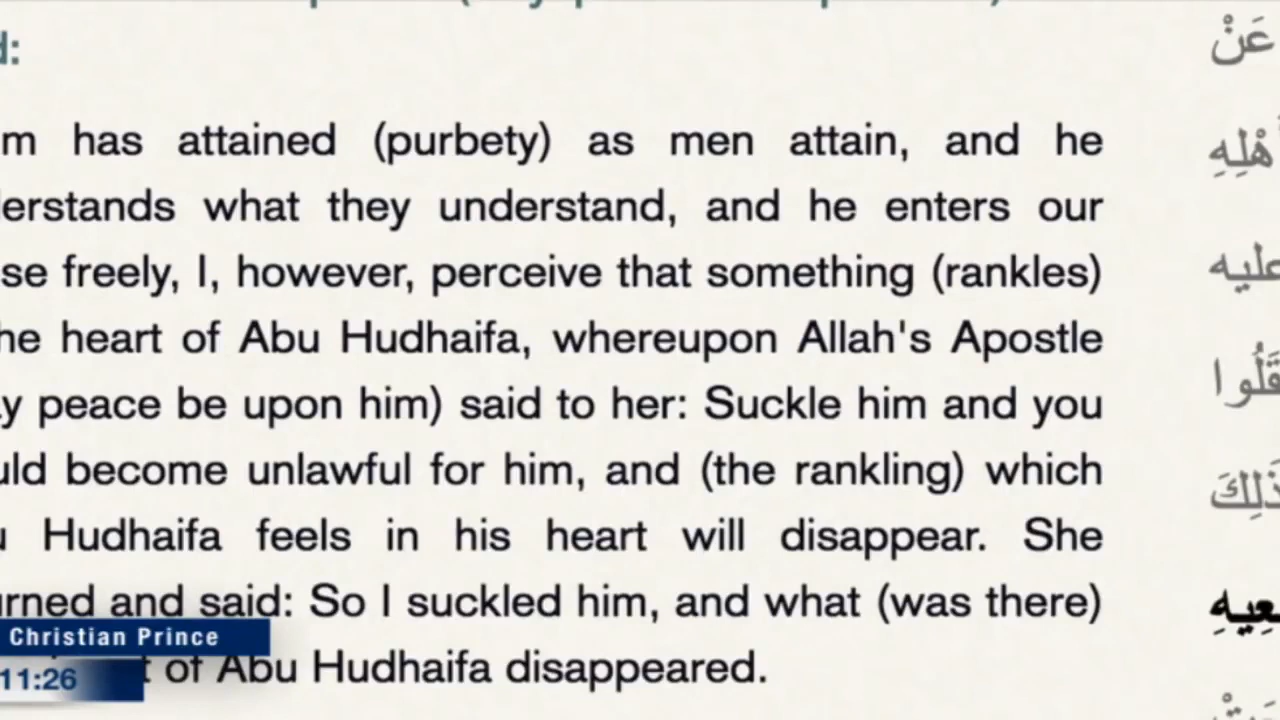 d:
m has attained (purbety) as men attain, and he
derstands what they understand, and he enters our
se freely, I, however, perceive that something (rankles)
he heart of Abu Hudhaifa, whereupon Allah's Apostle
y peace be upon him) said to her: Suckle him and you
uld become unlawful for him, and (the rankling) which
u Hudhaifa feels in his heart will disappear. She
urned and said: So I suckled him, and what (was there)
t of Abu Hudhaifa disappeared.
عَنْ
هْلِهِ
عليه
قَلُوا
ذَلِكَ
عِيهِ
Christian Prince
11:26